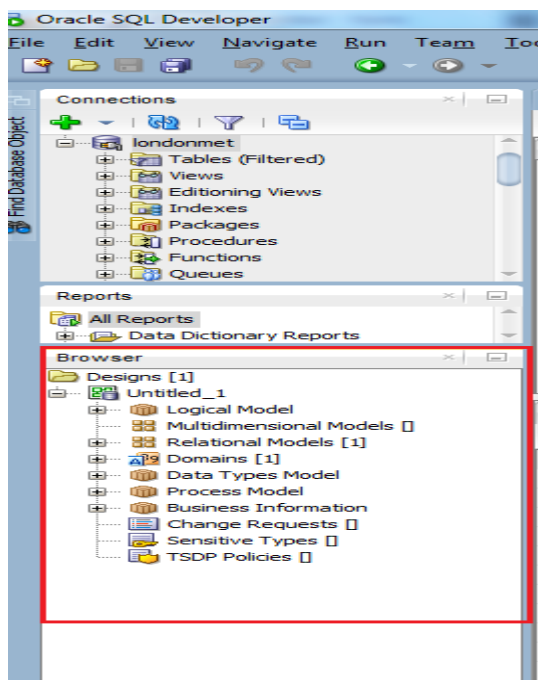 Oracle SQL Deve
File Edit View Navigate Run Team
Find Database Object
Connections
londonmet
Tables (Filtered)
Views
Editioning Views
Indexes
Packages
Procedures
Functions
Queues
Reports
All Reports
Data Dictionary Reports
Browser
Designs [1]
Untitled_1
Logical Model
Multidimensional Models []
Relational Models [1]
Domains [1]
Data Types Model
Process Model
Business Information
Change Requests []
Sensitive Types []
TSDP Policies []